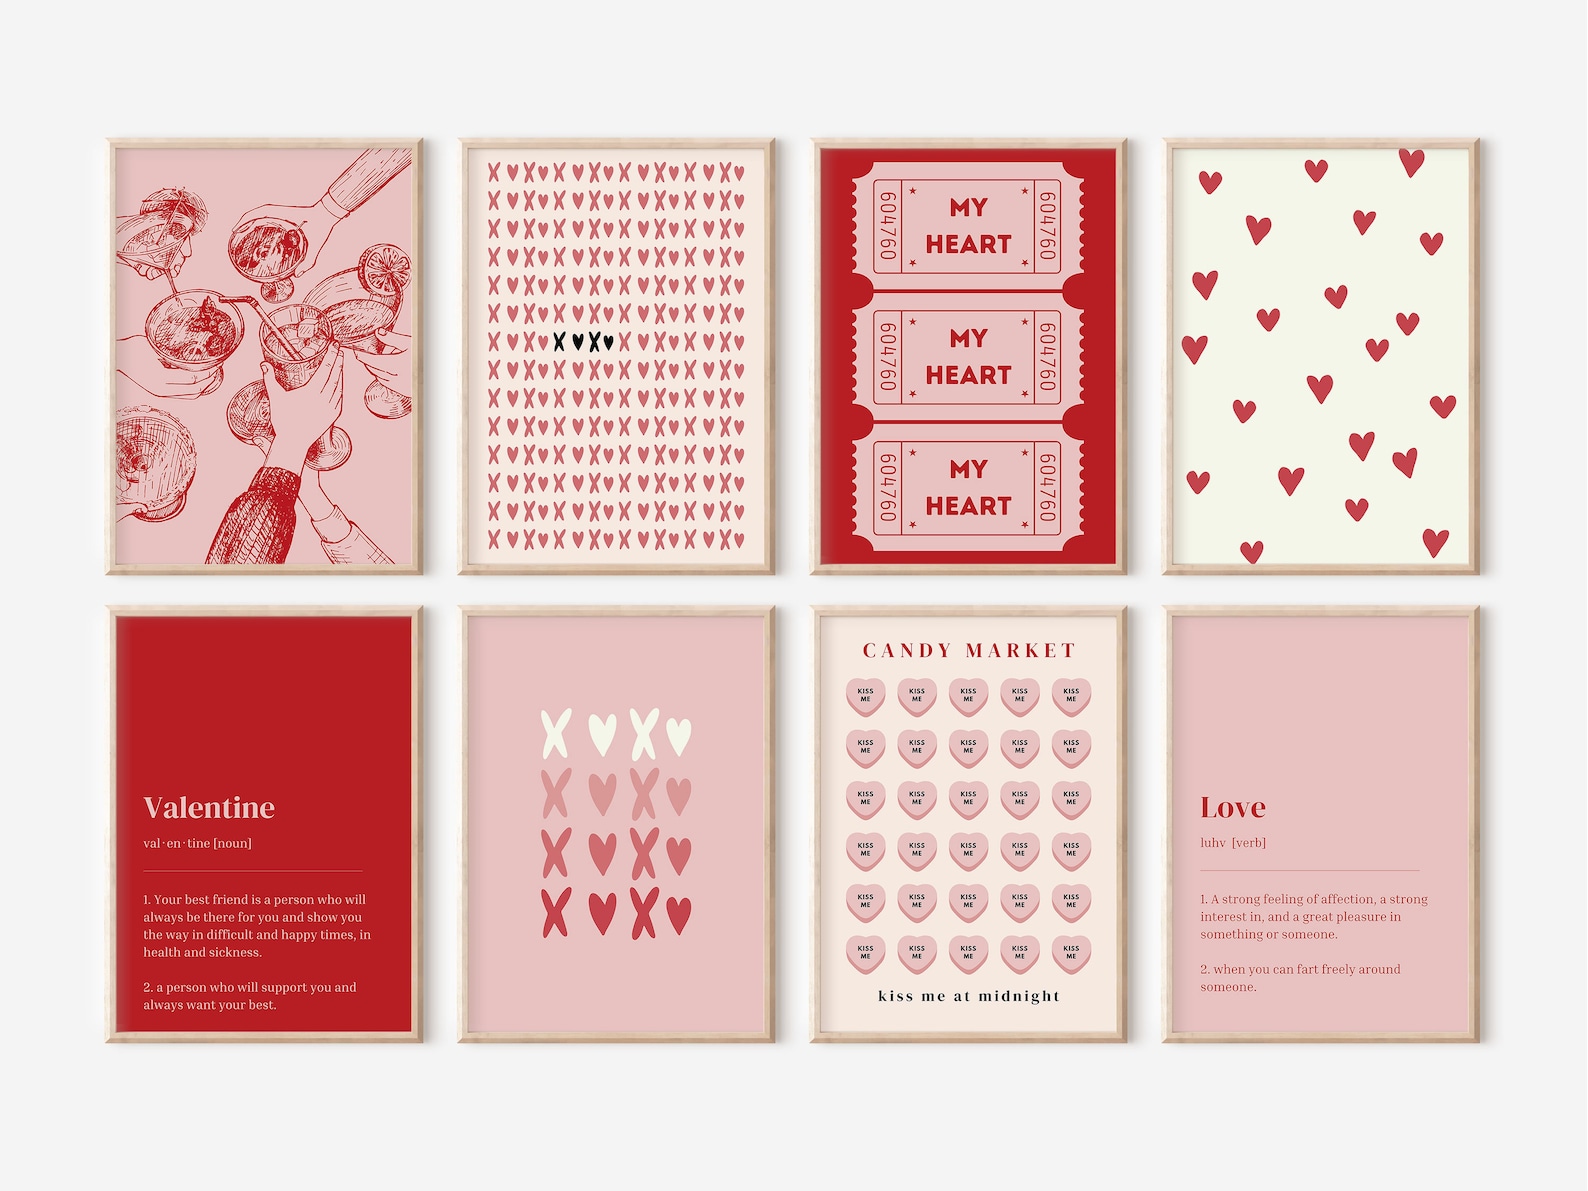 604760
MY
HEART
604760
604760
MY
HEART
604760
604760
MY
HEART
604760
Valentine
val·en·tine [noun]
1. Your best friend is a person who will
always be there for you and show you
the way in difficult and happy times, in
health and sickness.
2. a person who will support you and
always want your best.
X ♥ X ♥
X ♥ X ♥
X ♥ X ♥
X ♥ X ♥
CANDY MARKET
KISS KISS KISS KISS KISS
ME ME ME ME ME
KISS KISS KISS KISS KISS
ME ME ME ME ME
KISS KISS KISS KISS KISS
ME ME ME ME ME
KISS KISS KISS KISS KISS
ME ME ME ME ME
KISS KISS KISS KISS KISS
ME ME ME ME ME
KISS KISS KISS KISS KISS
ME ME ME ME ME
kiss me at midnight
Love
luhv [verb]
1. A strong feeling of affection, a strong
interest in, and a great pleasure in
something or someone.
2. when you can fart freely around
someone.